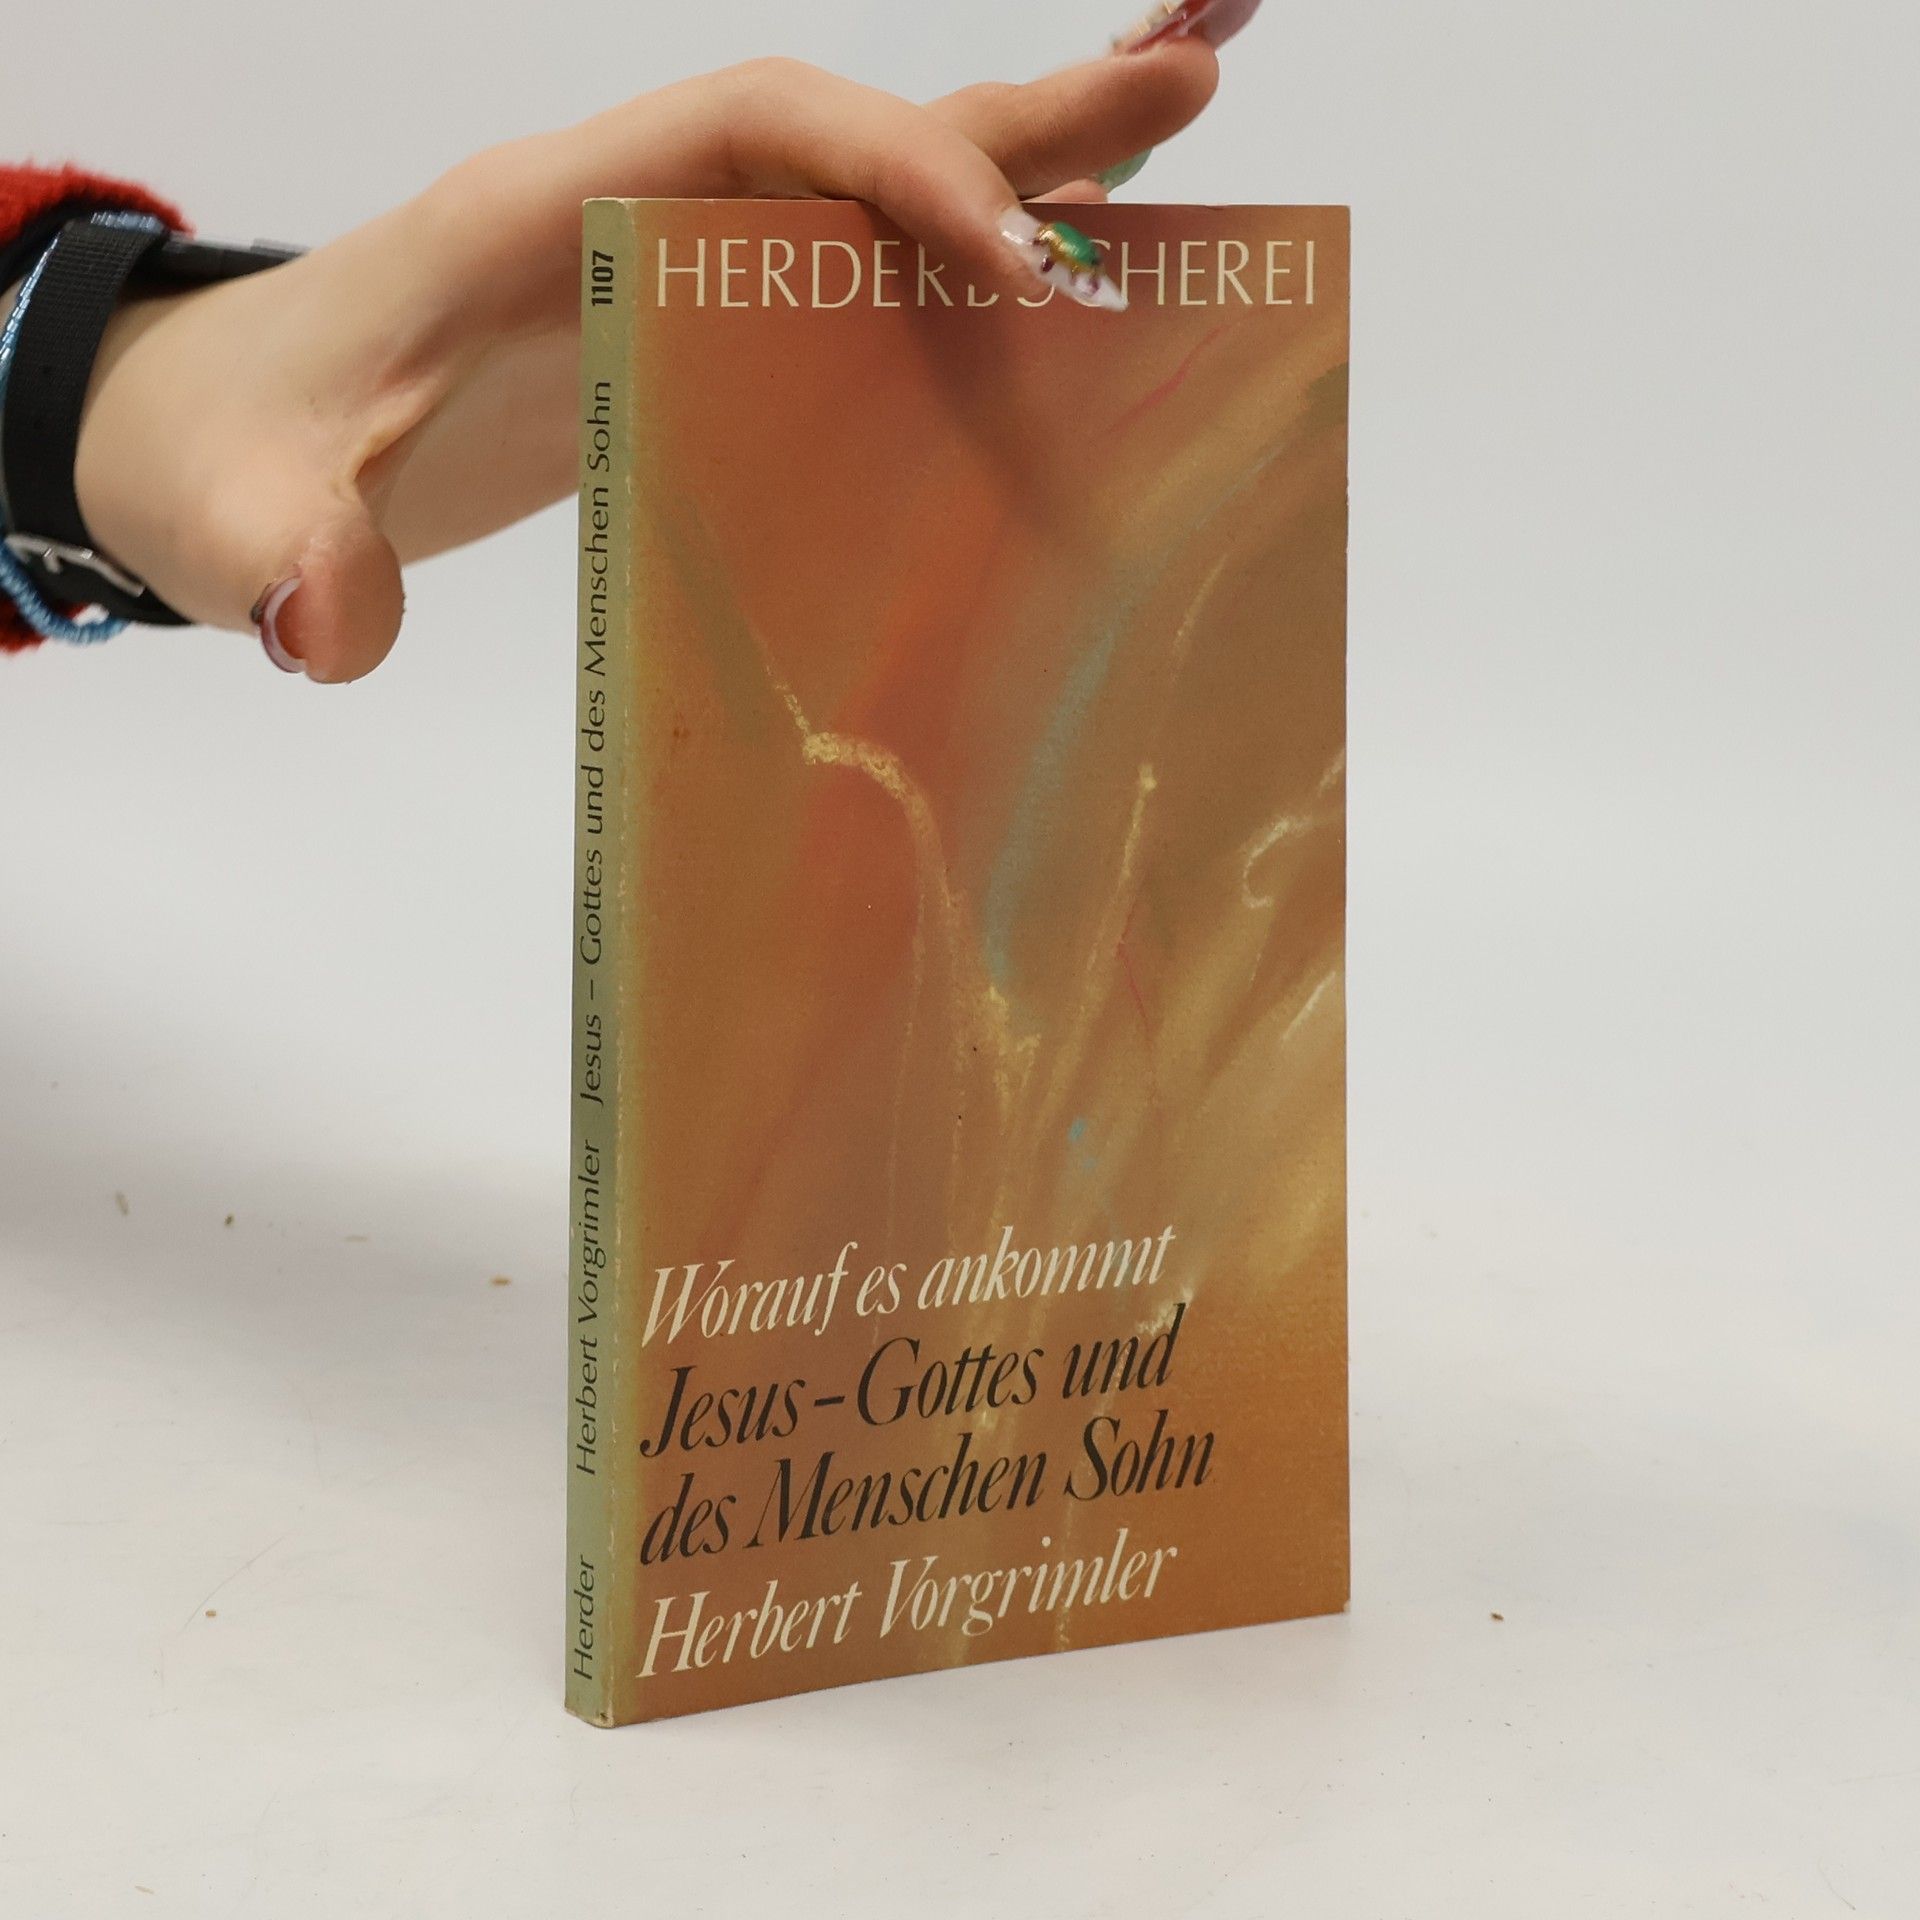 HERDERBÜCHEREI
Worauf es ankommt
Jesus – Gottes und
des Menschen Sohn
Herbert Vorgrimler
Herder Herbert Vorgrimler Jesus – Gottes und des Menschen Sohn 1107